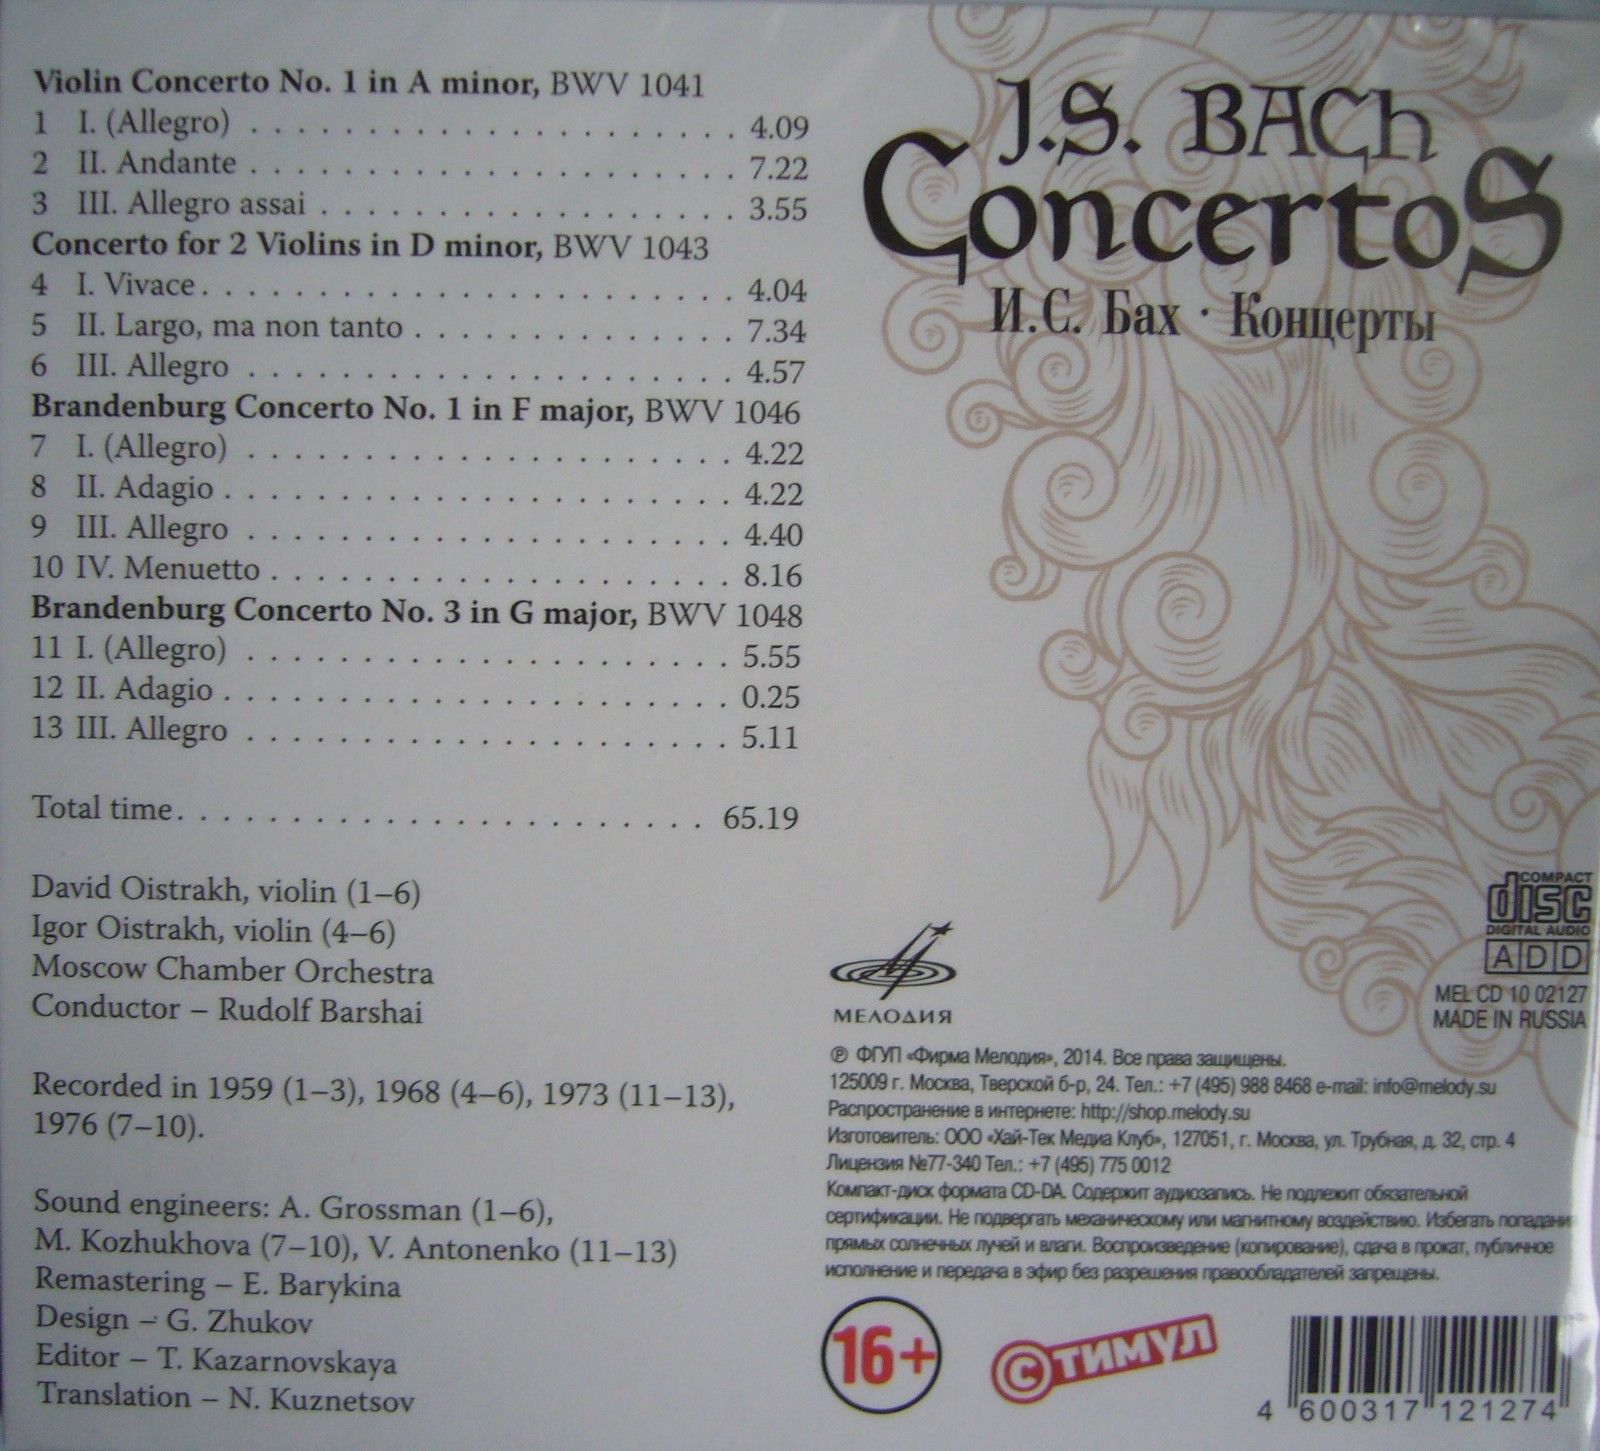 Violin Concerto No. 1 in A minor, BWV 1041
1 I. (Allegro) . . . . . . . . . . . . . . . . . . . . . 4.09
2 II. Andante . . . . . . . . . . . . . . . . . . . . . 7.22
3 III. Allegro assai . . . . . . . . . . . . . . . . . . 3.55
Concerto for 2 Violins in D minor, BWV 1043
4 I. Vivace . . . . . . . . . . . . . . . . . . . . . . . 4.04
5 II. Largo, ma non tanto . . . . . . . . . . . . . . 7.34
6 III. Allegro . . . . . . . . . . . . . . . . . . . . . 4.57
Brandenburg Concerto No. 1 in F major, BWV 1046
7 I. (Allegro) . . . . . . . . . . . . . . . . . . . . . 4.22
8 II. Adagio . . . . . . . . . . . . . . . . . . . . . . 4.22
9 III. Allegro . . . . . . . . . . . . . . . . . . . . . 4.40
10 IV. Menuetto . . . . . . . . . . . . . . . . . . . . 8.16
Brandenburg Concerto No. 3 in G major, BWV 1048
11 I. (Allegro) . . . . . . . . . . . . . . . . . . . . . 5.55
12 II. Adagio . . . . . . . . . . . . . . . . . . . . . . 0.25
13 III. Allegro . . . . . . . . . . . . . . . . . . . . . 5.11
Total time . . . . . . . . . . . . . . . . . . . . . . . 65.19
David Oistrakh, violin (1–6)
Igor Oistrakh, violin (4–6)
Moscow Chamber Orchestra
Conductor – Rudolf Barshai
Recorded in 1959 (1–3), 1968 (4–6), 1973 (11–13),
1976 (7–10).
Sound engineers: A. Grossman (1–6),
M. Kozhukhova (7–10), V. Antonenko (11–13)
Remastering – E. Barykina
Design – G. Zhukov
Editor – T. Kazarnovskaya
Translation – N. Kuznetsov
J.S. BACh
ConcertoS
И.С. Бах · Концерты
COMPACT
disc
DIGITAL AUDIO
ADD
MEL CD 10 02127
MADE IN RUSSIA
МЕЛОДИЯ
℗ ФГУП «Фирма Мелодия», 2014. Все права защищены.
125009 г. Москва, Тверской б-р, 24. Тел.: +7 (495) 988 8468 e-mail: info@melody.su
Распространение в интернете: http://shop.melody.su
Изготовитель: ООО «Хай-Тек Медиа Клуб», 127051, г. Москва, ул. Трубная, д. 32, стр. 4
Лицензия №77-340 Тел.: +7 (495) 775 0012
Компакт-диск формата CD-DA. Содержит аудиозапись. Не подлежит обязательной
сертификации. Не подвергать механическому или магнитному воздействию. Избегать попадани
прямых солнечных лучей и влаги. Воспроизведение (копирование), сдача в прокат, публичное
исполнение и передача в эфир без разрешения правообладателей запрещены.
16+
СТИМУЛ
4 600317 121274